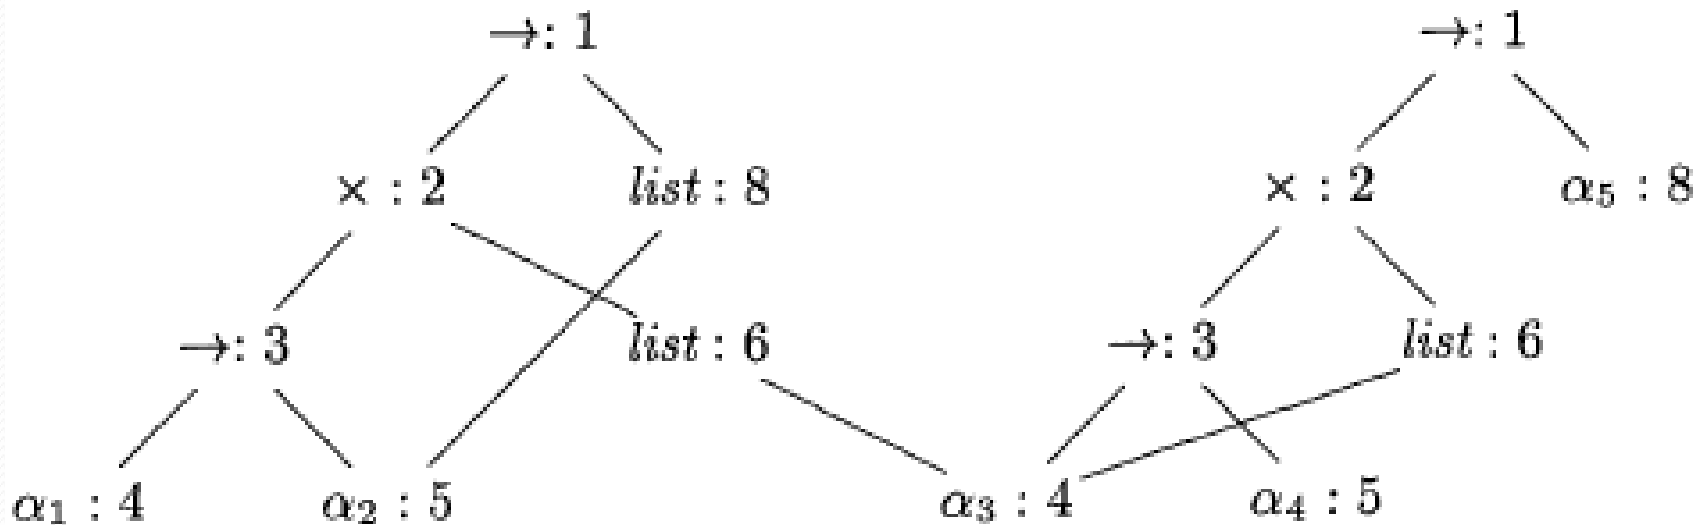 →: 1 →: 1
× : 2 list : 8 × : 2 α₅ : 8
→: 3 list : 6 →: 3 list : 6
α₁ : 4 α₂ : 5 α₃ : 4 α₄ : 5